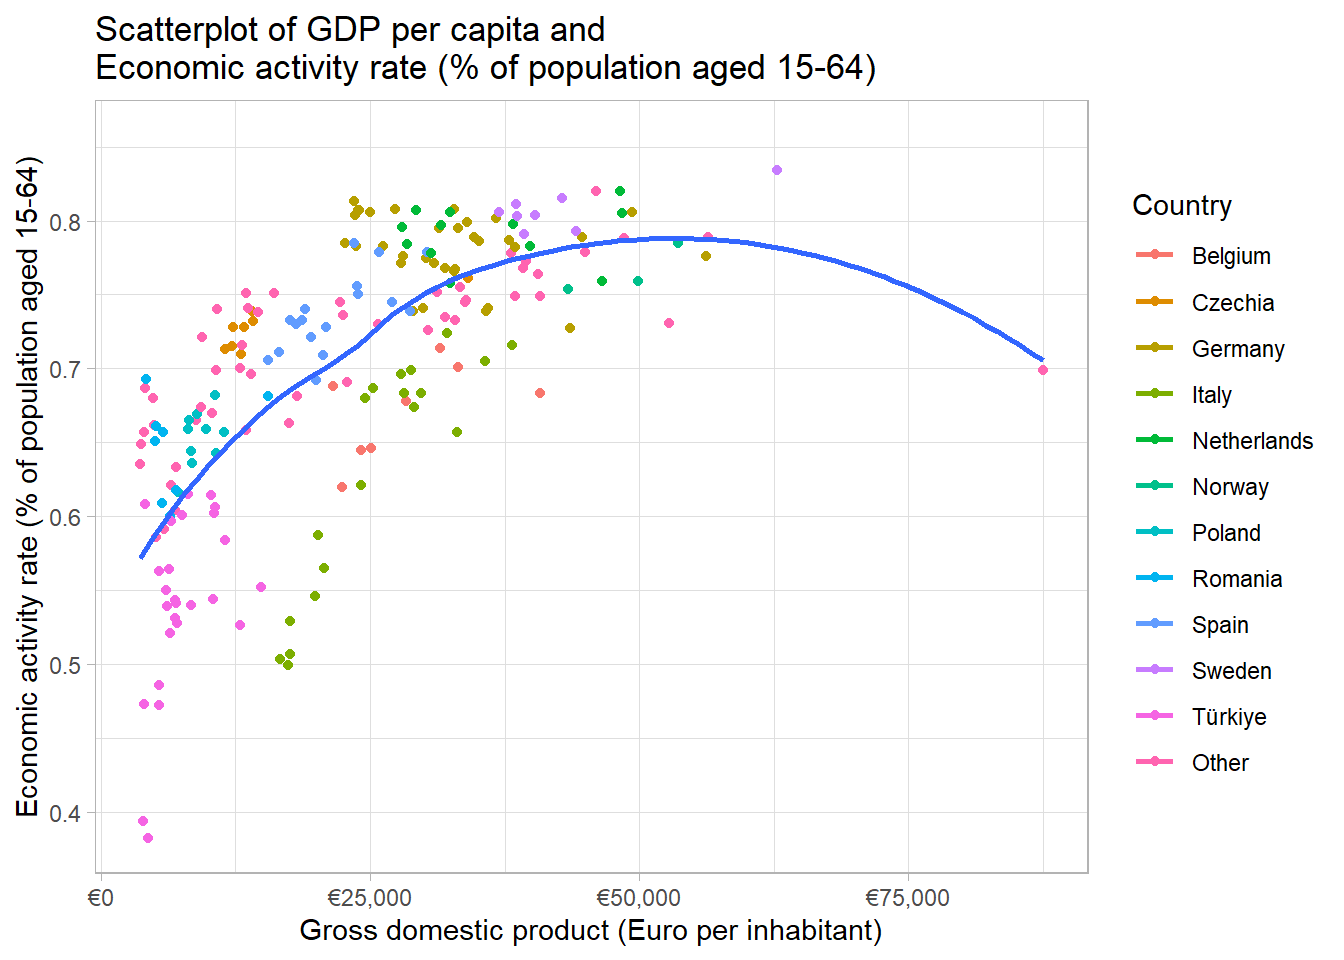 Scatterplot of GDP per capita and
Economic activity rate (% of population aged 15-64)
Economic activity rate (% of population aged 15-64)
0.8
0.7
0.6
0.5
0.4
€0
€25,000
€50,000
€75,000
Gross domestic product (Euro per inhabitant)
Country
Belgium
Czechia
Germany
Italy
Netherlands
Norway
Poland
Romania
Spain
Sweden
Türkiye
Other